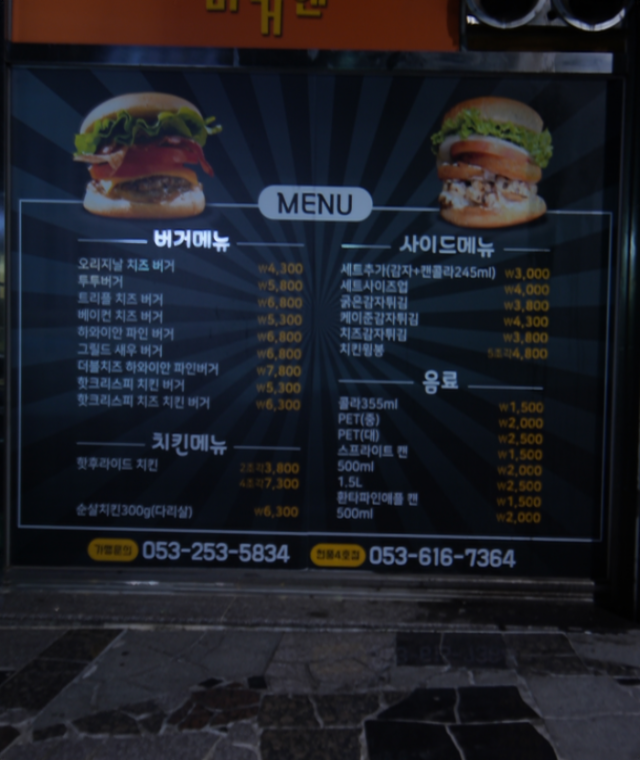 MENU
버거메뉴
오리지날 치즈 버거 ₩4,300
투투버거 ₩5,800
트리플 치즈 버거 ₩6,800
베이컨 치즈 버거 ₩5,300
하와이안 파인 버거 ₩6,800
그릴드 새우 버거 ₩6,800
더블치즈 하와이안 파인버거 ₩7,800
핫크리스피 치킨 버거 ₩5,300
핫크리스피 치즈 치킨 버거 ₩6,300
치킨메뉴
핫후라이드 치킨 2조각3,800
4조각7,300
순살치킨300g(다리살) ₩6,300
사이드메뉴
세트추가(감자+캔콜라245ml) ₩3,000
세트사이즈업 ₩4,000
굵은감자튀김 ₩3,800
케이준감자튀김 ₩4,300
치즈감자튀김 ₩3,800
치킨윙봉 5조각4,800
음료
콜라355ml ₩1,500
PET(중) ₩2,000
PET(대) ₩2,500
스프라이트 캔 ₩1,500
500ml ₩2,000
1.5L ₩2,500
환타파인애플 캔 ₩1,500
500ml ₩2,000
가맹문의 053-253-5834
전문4호점 053-616-7364